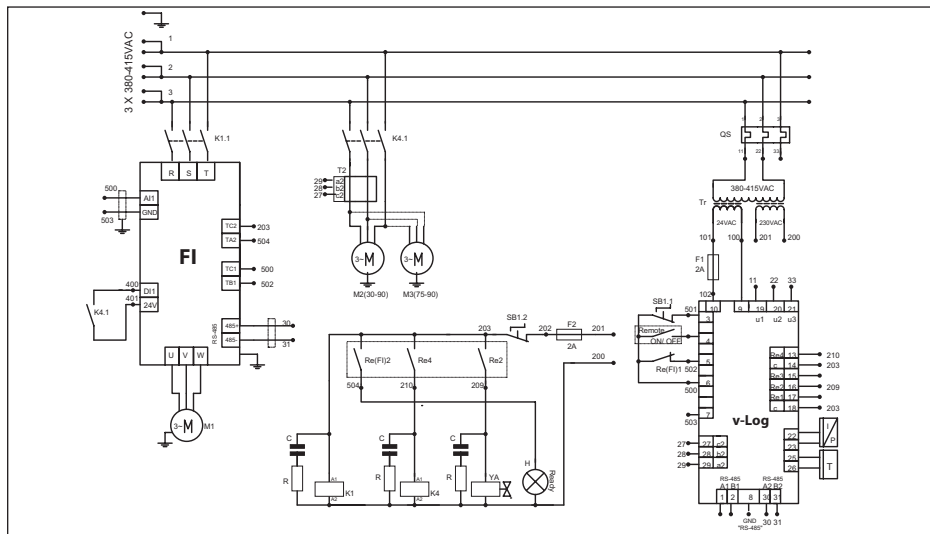 3 X 380-415VAC
1
2
3
K1.1
K4.1
QS
1 2 3
11 22 33
R S T
500
503
AI1
GND
FI
TC2 203
TA2 504
TC1 500
TB1 502
400
401
DI1
24V
K4.1
RS-485
485+ 30
485- 31
U V W
3~ M M1
T2
29 a2
28 b2
27 c2
3~ M
3~ M
M2(30-90)
M3(75-90)
380-415VAC
Tr
24VAC
230VAC
101 100 201 200
F1
2A
102
11 22 33
SB1.1
501
Remote
ON/ OFF
Re(FI)1
502
500
503
10 9 19 20 21
u1 u2 u3
3
4
5
6
7
Re4 13 210
c 14 203
Re3 15
Re2 16 209
Re1 17
c 18 203
v-Log
22
23
I/P
25
26
T
27 27 c2
28 28 b2
29 29 a2
RS-485 RS-485
A1 B1 A2 B2
1 2 8 30 31
GND
"RS-485"
30 31
203
SB1.2
202
F2
2A
201
200
Re(FI)2
Re4
Re2
504
210
209
C
R
A1
A2
K1
C
R
A1
A2
K4
C
R
YA
H
Ready